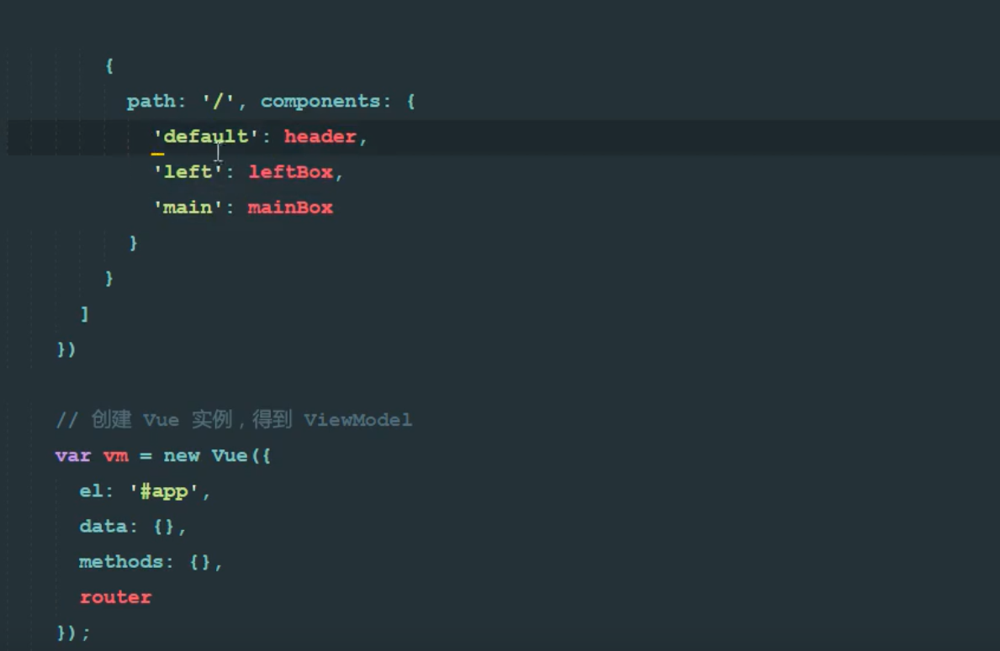 {
path: '/', components: {
'default': header,
'left': leftBox,
'main': mainBox
}
}
]
})
// 创建 Vue 实例，得到 ViewModel
var vm = new Vue({
el: '#app',
data: {},
methods: {},
router
});